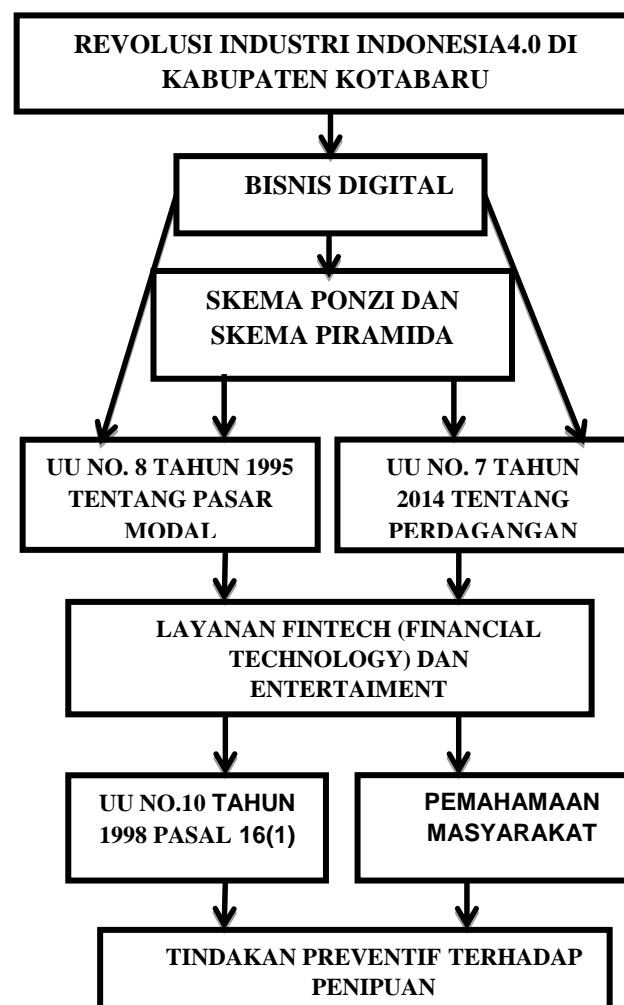 REVOLUSI INDUSTRI INDONESIA4.0 DI
KABUPATEN KOTABARU
BISNIS DIGITAL
SKEMA PONZI DAN
SKEMA PIRAMIDA
UU NO. 8 TAHUN 1995
TENTANG PASAR
MODAL
UU NO. 7 TAHUN
2014 TENTANG
PERDAGANGAN
LAYANAN FINTECH (FINANCIAL
TECHNOLOGY) DAN
ENTERTAIMENT
UU NO.10 TAHUN
1998 PASAL 16(1)
PEMAHAMAAN
MASYARAKAT
TINDAKAN PREVENTIF TERHADAP
PENIPUAN